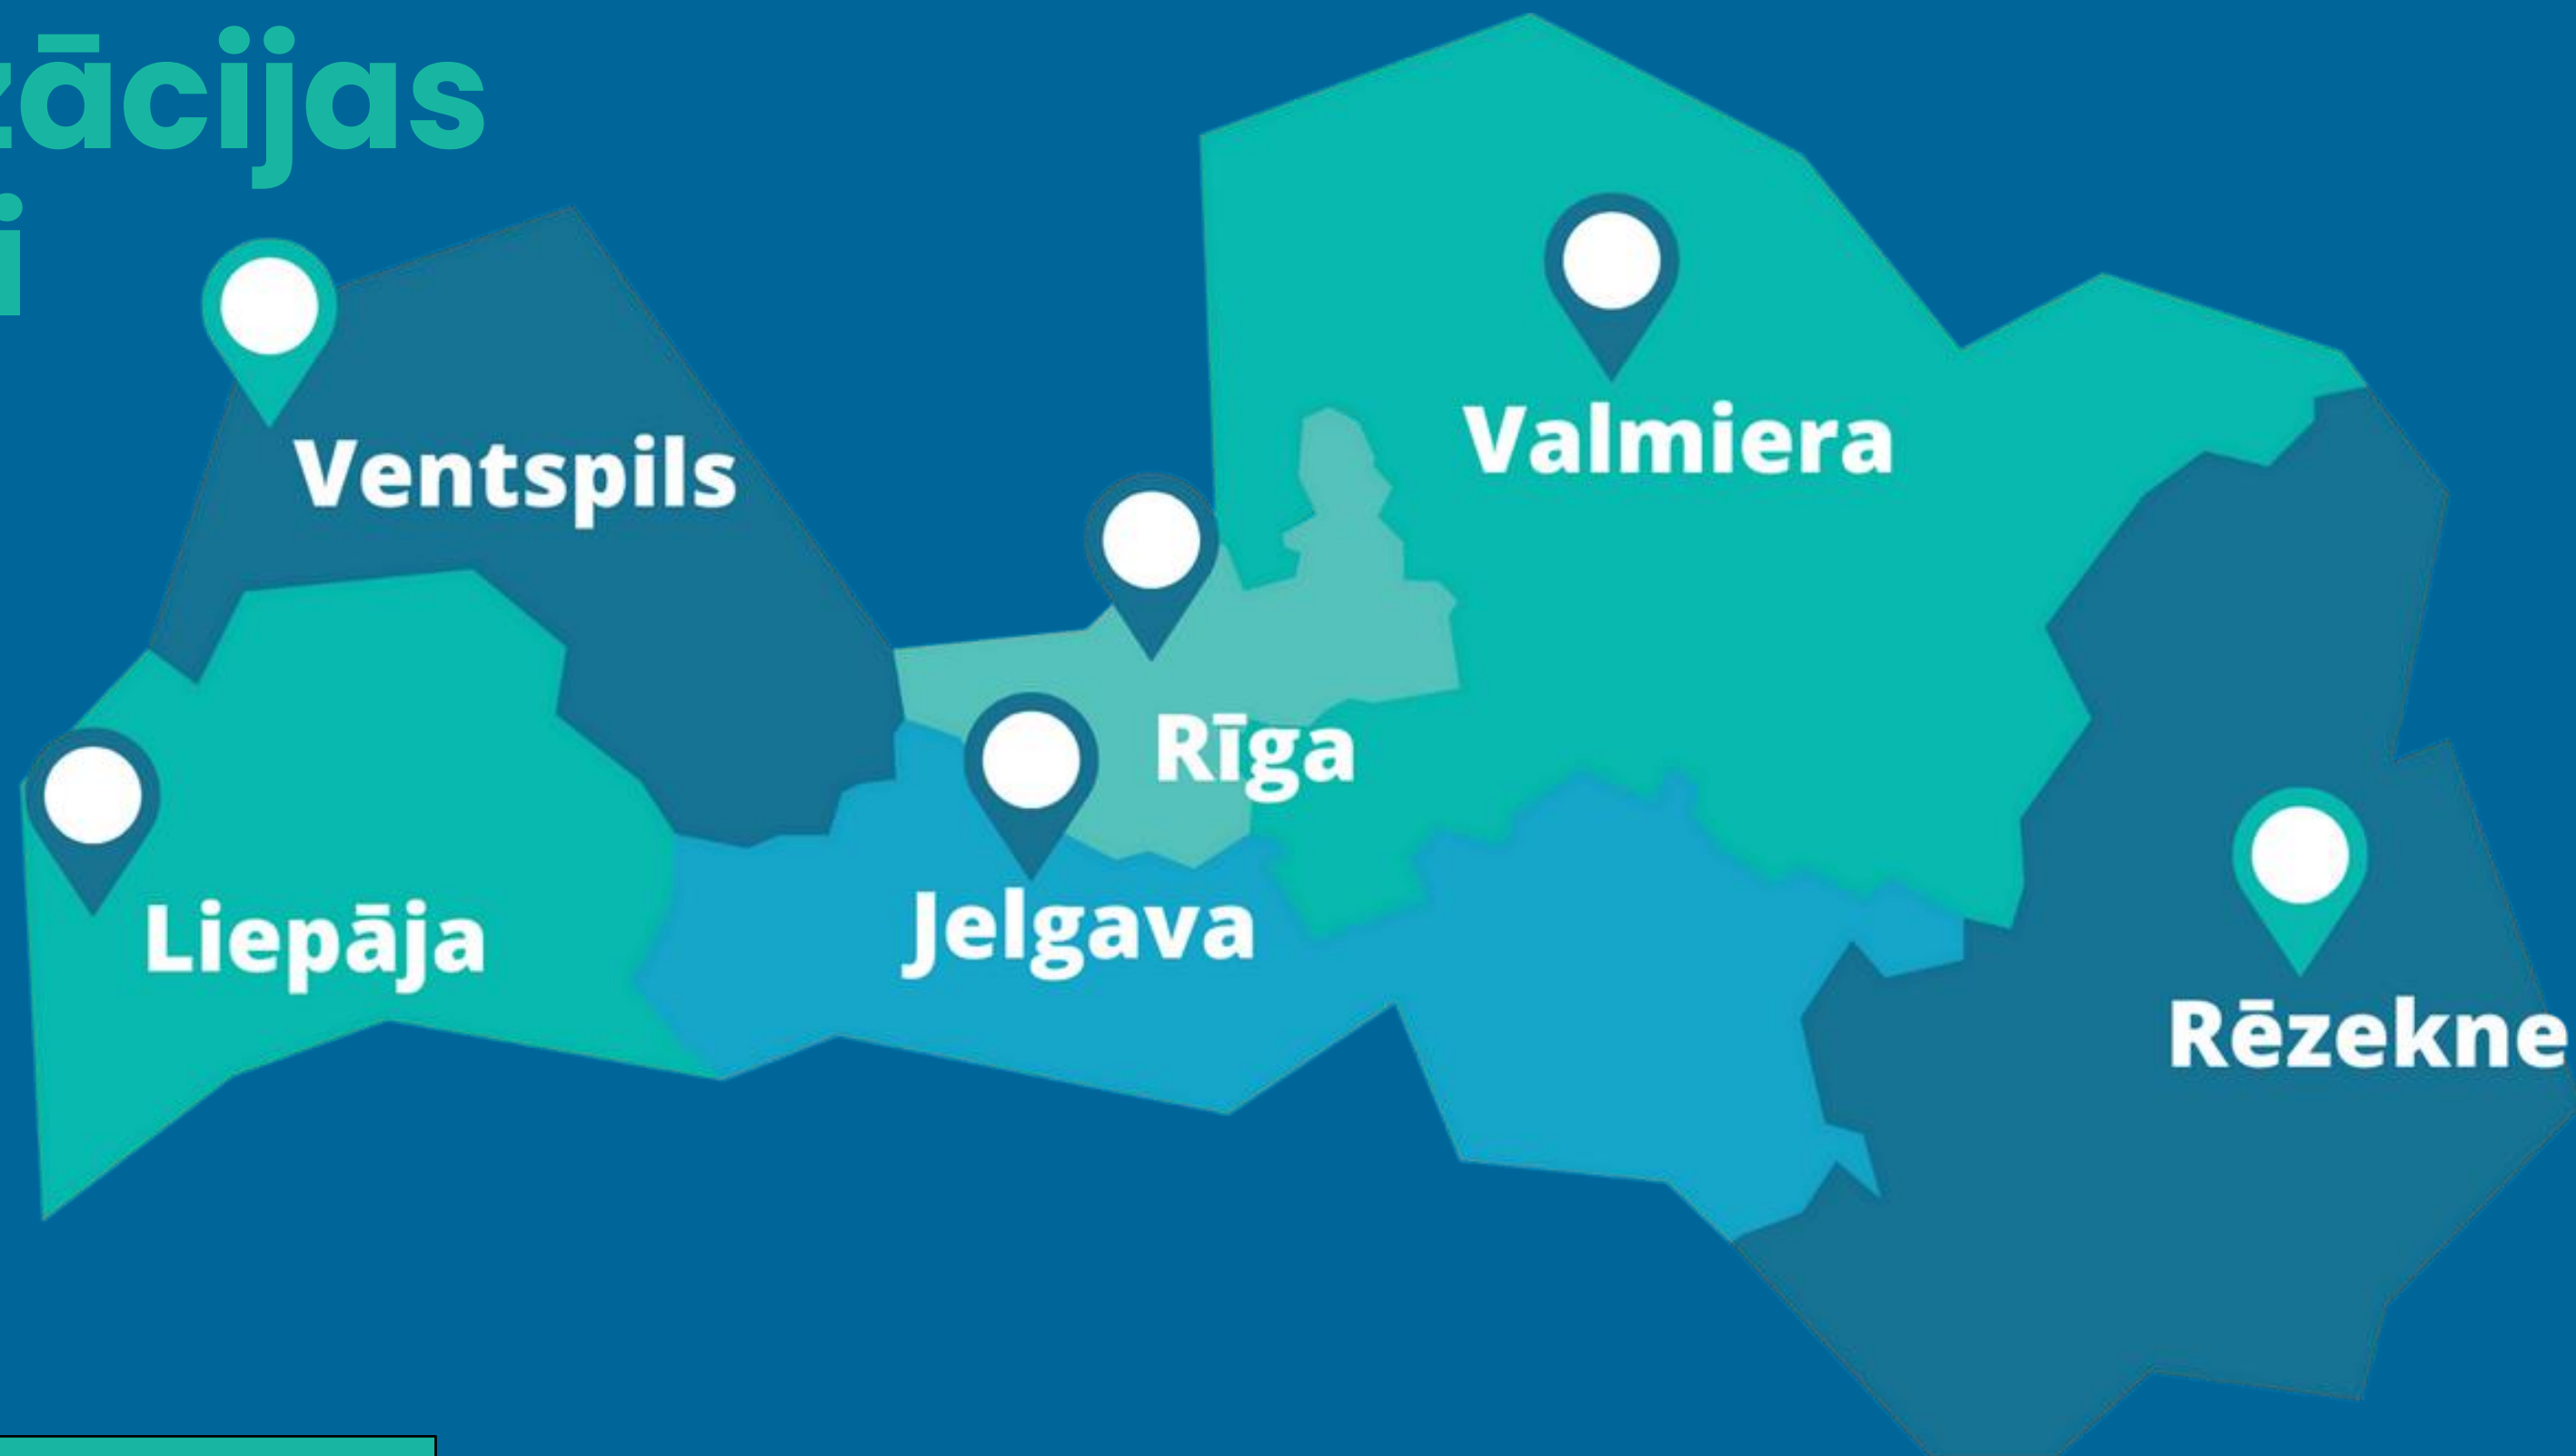 zācijas
i
Ventspils
Valmiera
Rīga
Liepāja
Jelgava
Rēzekne